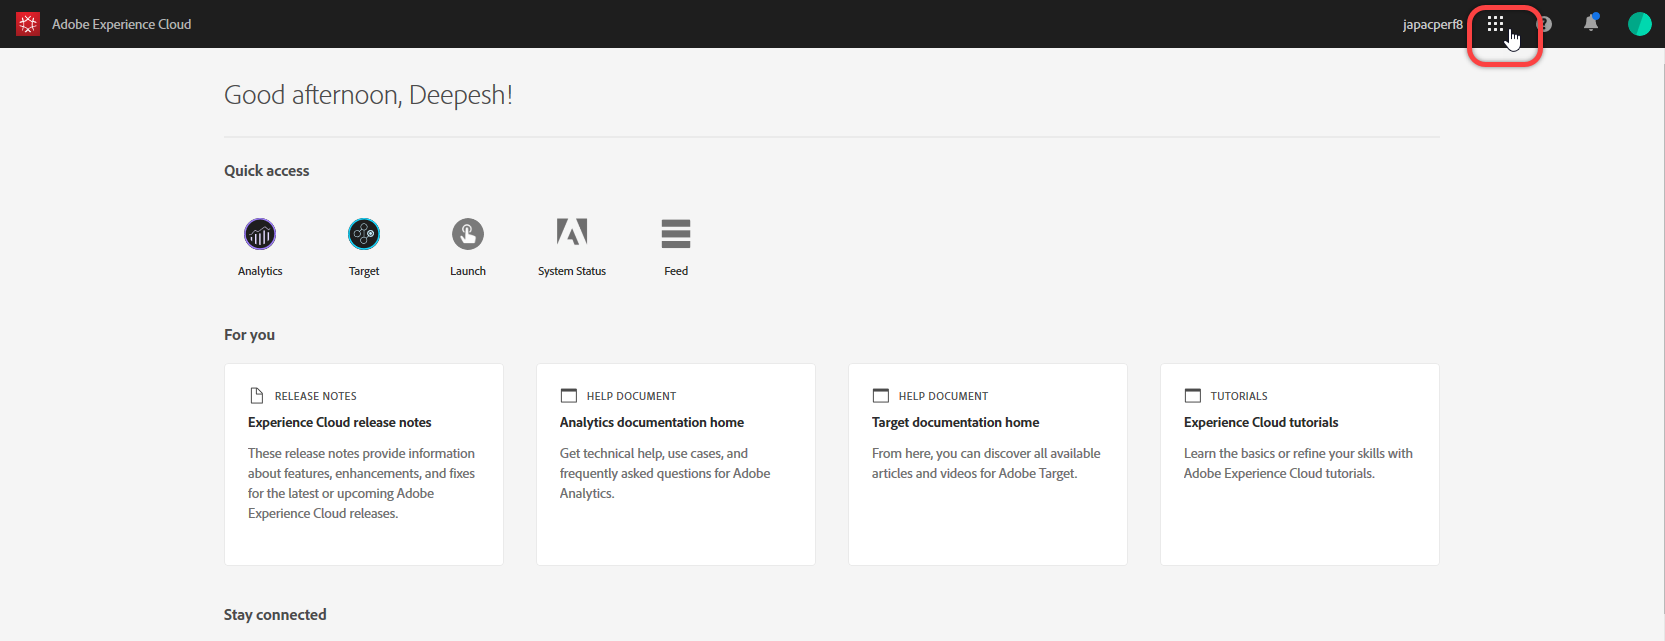 Adobe Experience Cloud
japacperf8
?
Good afternoon, Deepesh!
Quick access
Analytics
Target
Launch
System Status
Feed
For you
RELEASE NOTES
Experience Cloud release notes
These release notes provide information
about features, enhancements, and fixes
for the latest or upcoming Adobe
Experience Cloud releases.
HELP DOCUMENT
Analytics documentation home
Get technical help, use cases, and
frequently asked questions for Adobe
Analytics.
HELP DOCUMENT
Target documentation home
From here, you can discover all available
articles and videos for Adobe Target.
TUTORIALS
Experience Cloud tutorials
Learn the basics or refine your skills with
Adobe Experience Cloud tutorials.
Stay connected